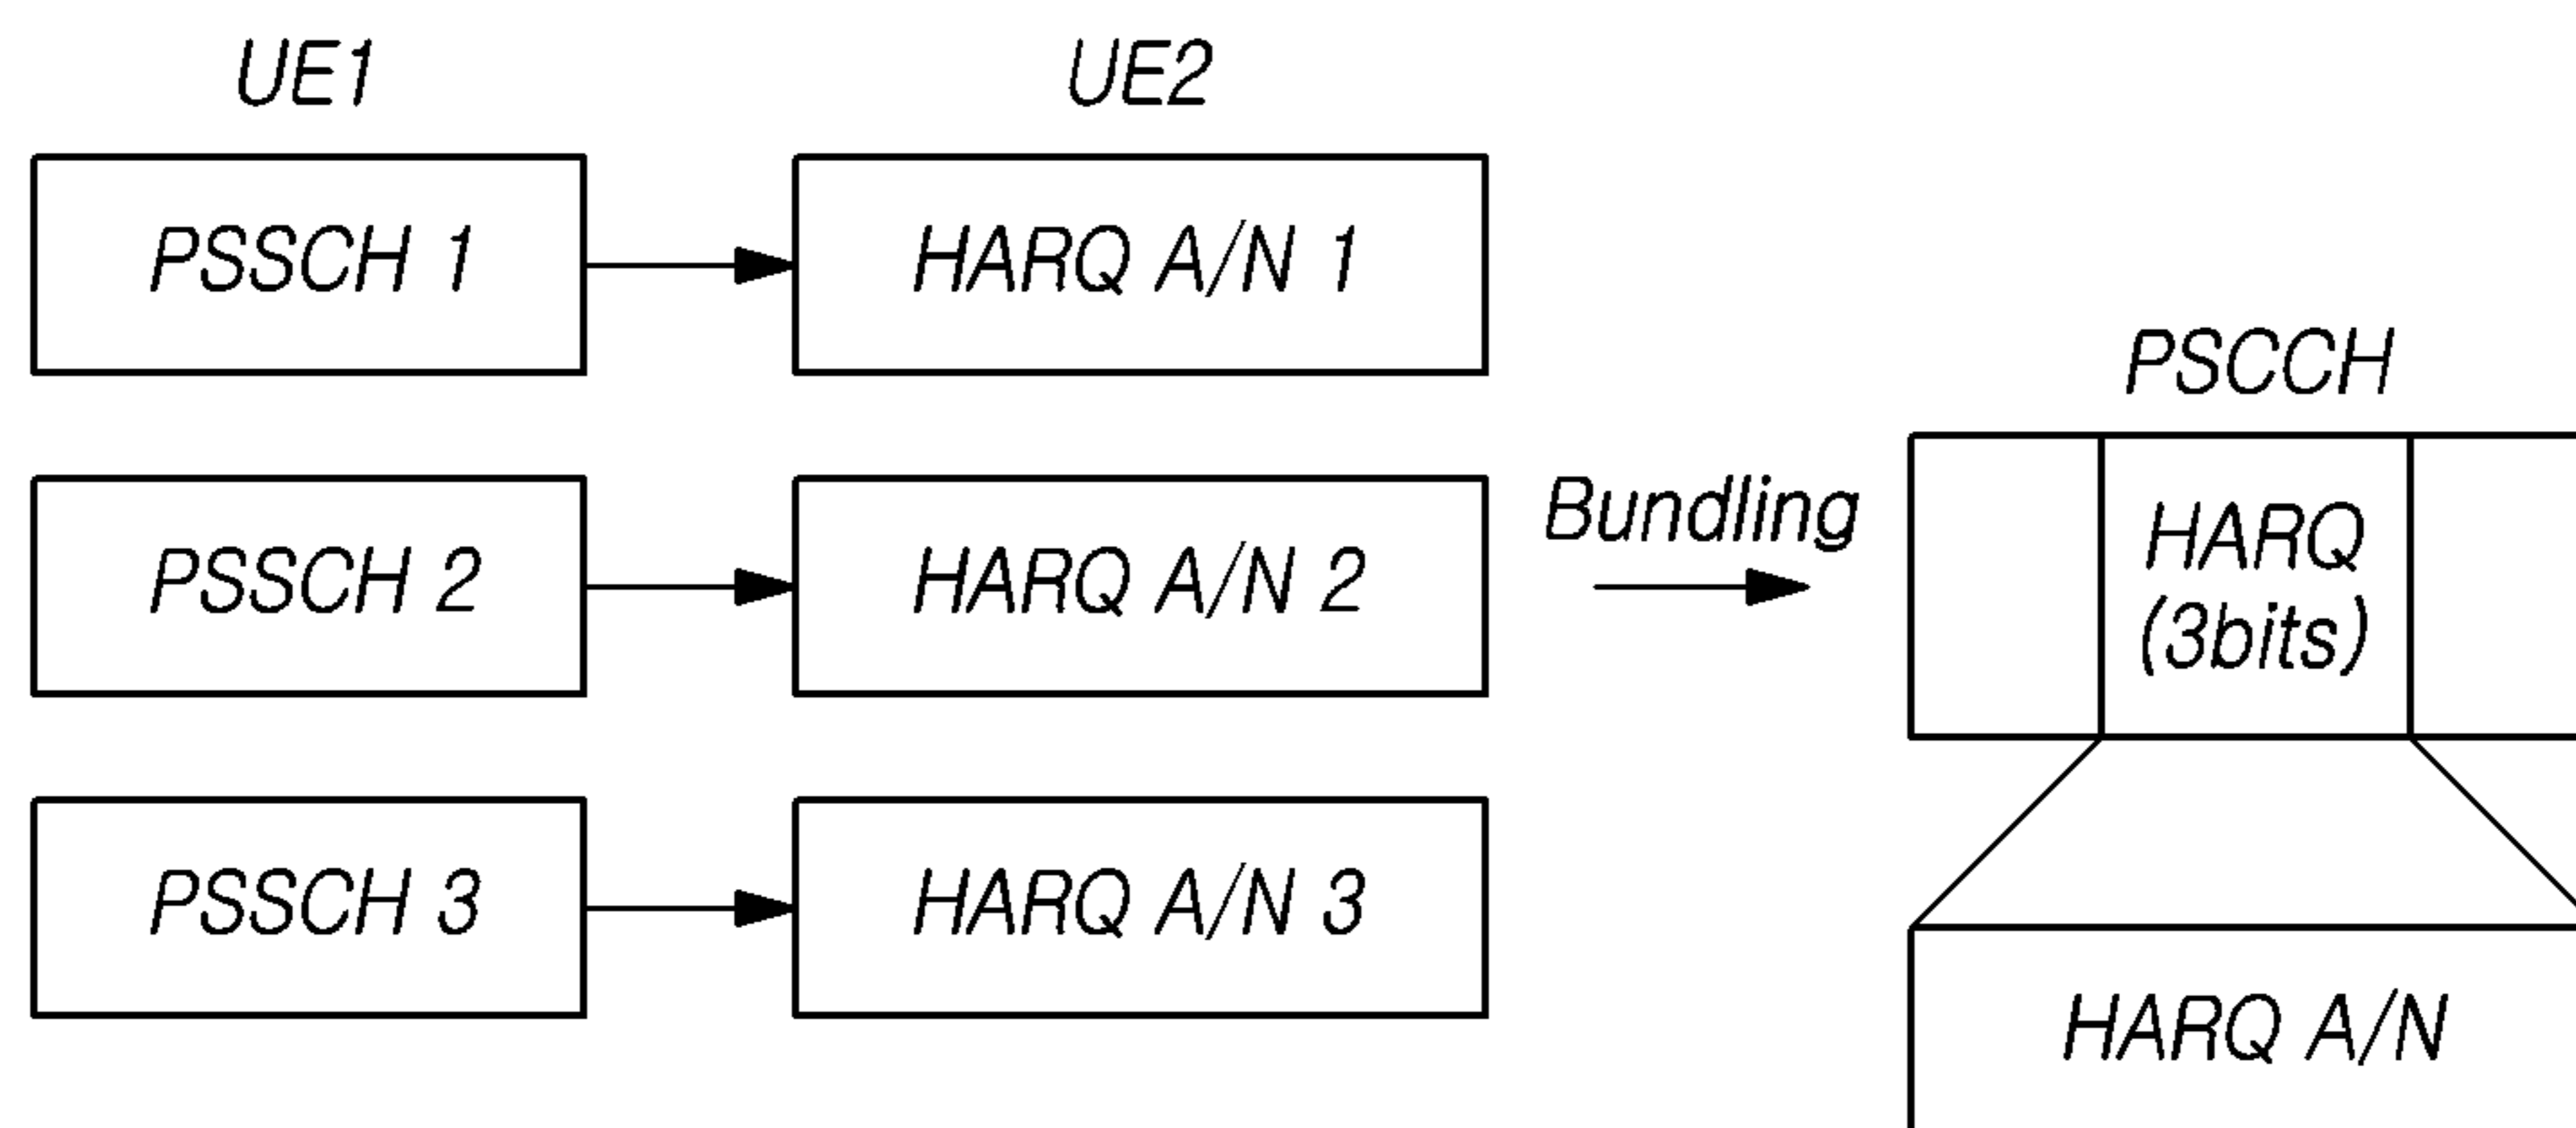 UE1
UE2
PSSCH 1
HARQ A/N 1
PSSCH 2
HARQ A/N 2
PSSCH 3
HARQ A/N 3
Bundling
PSCCH
HARQ
(3bits)
HARQ A/N